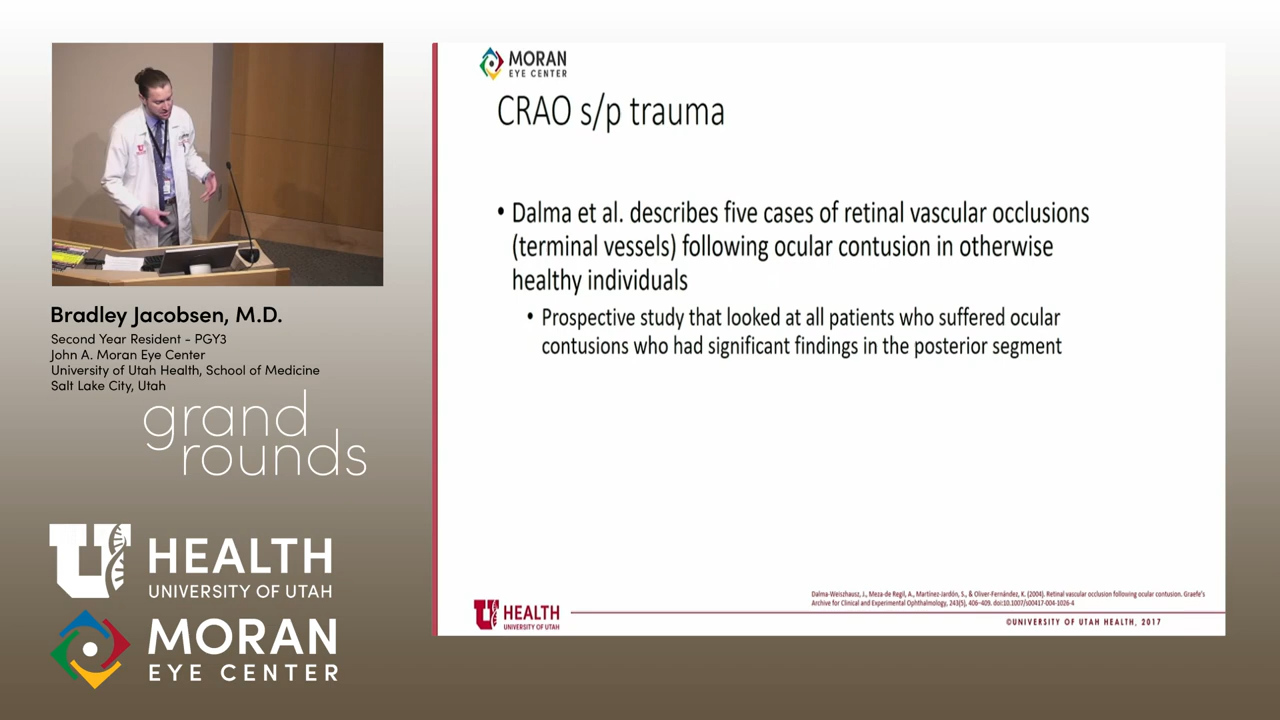 MORAN
EYE CENTER
CRAO s/p trauma
• Dalma et al. describes five cases of retinal vascular occlusions
(terminal vessels) following ocular contusion in otherwise
healthy individuals
• Prospective study that looked at all patients who suffered ocular
contusions who had significant findings in the posterior segment
Dalma-Weiszhausz, J., Meza-de Regil, A., Martínez-Jardón, S., & Oliver-Fernández, K. (2004). Retinal vascular occlusion following ocular contusion. Graefe's
Archive for Clinical and Experimental Ophthalmology, 243(5), 406–409. doi:10.1007/s00417-004-1026-4
U HEALTH
UNIVERSITY OF UTAH
©UNIVERSITY OF UTAH HEALTH, 2017
Bradley Jacobsen, M.D.
Second Year Resident - PGY3
John A. Moran Eye Center
University of Utah Health, School of Medicine
Salt Lake City, Utah
grand
rounds
U HEALTH
UNIVERSITY OF UTAH
MORAN
EYE CENTER